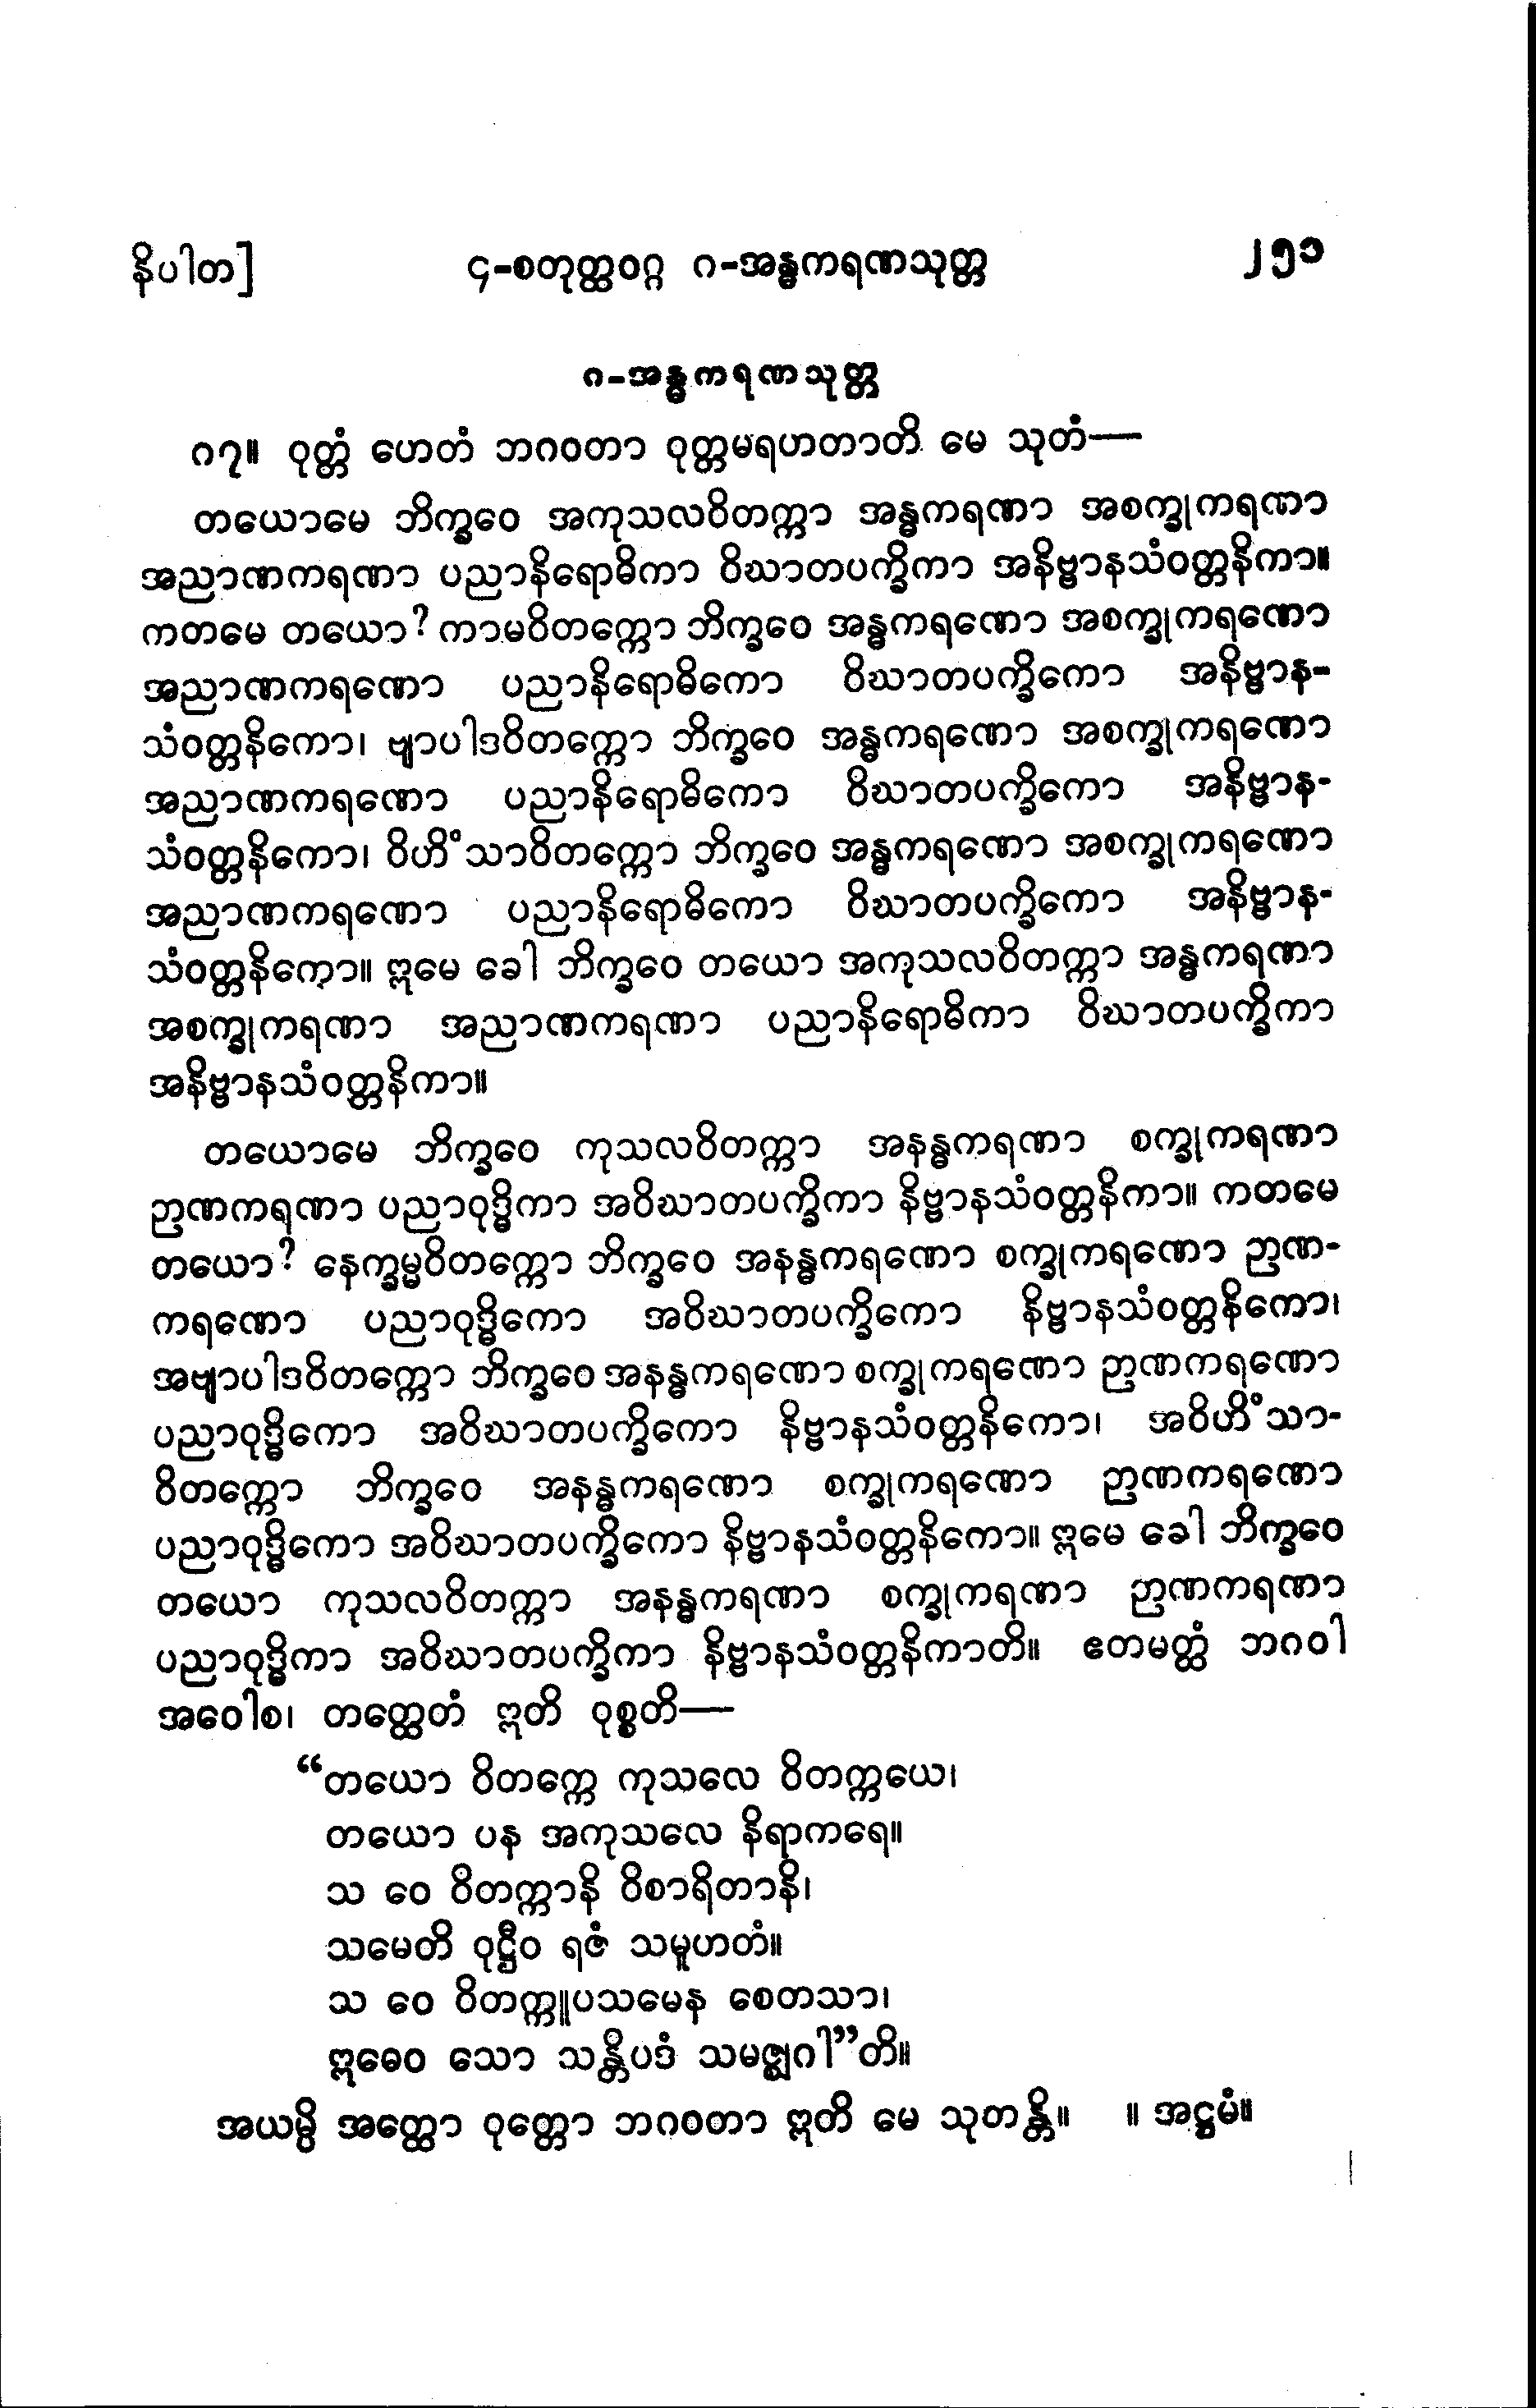 နိပါတ]
၄-စတုတ္ထဝဂ္ဂ ၈-အန္ဓကရဏသုတ္တ
၂၅၁
၈-အန္ဓကရဏသုတ္တ
၈၇။ ဝုတ္တံ ဟေတံ ဘဂဝတာ ဝုတ္တမရဟတာတိ မေ သုတံ—
တယောမေ ဘိက္ခဝေ အကုသလဝိတက္ကာ အန္ဓကရဏာ အစက္ခုကရဏာ
အညာဏကရဏာ ပညာနိရောဓိကာ ဝိဃာတပက္ခိကာ အနိဗ္ဗာနသံဝတ္တနိကာ။
ကတမေ တယော? ကာမဝိတက္ကော ဘိက္ခဝေ အန္ဓကရဏော အစက္ခုကရဏော
အညာဏကရဏော ပညာနိရောဓိကော ဝိဃာတပက္ခိကော အနိဗ္ဗာန-
သံဝတ္တနိကော၊ ဗျာပါဒဝိတက္ကော ဘိက္ခဝေ အန္ဓကရဏော အစက္ခုကရဏော
အညာဏကရဏော ပညာနိရောဓိကော ဝိဃာတပက္ခိကော အနိဗ္ဗာန-
သံဝတ္တနိကော၊ ဝိဟိံသာဝိတက္ကော ဘိက္ခဝေ အန္ဓကရဏော အစက္ခုကရဏော
အညာဏကရဏော ပညာနိရောဓိကော ဝိဃာတပက္ခိကော အနိဗ္ဗာန-
သံဝတ္တနိကော။ ဣမေ ခေါ ဘိက္ခဝေ တယော အကုသလဝိတက္ကာ အန္ဓကရဏာ
အစက္ခုကရဏာ အညာဏကရဏာ ပညာနိရောဓိကာ ဝိဃာတပက္ခိကာ
အနိဗ္ဗာနသံဝတ္တနိကာ။
တယောမေ ဘိက္ခဝေ ကုသလဝိတက္ကာ အနန္ဓကရဏာ စက္ခုကရဏာ
ဉာဏကရဏာ ပညာဝုဒ္ဓိကာ အဝိဃာတပက္ခိကာ နိဗ္ဗာနသံဝတ္တနိကာ။ ကတမေ
တယော? နေက္ခမ္မဝိတက္ကော ဘိက္ခဝေ အနန္ဓကရဏော စက္ခုကရဏော ဉာဏ-
ကရဏော ပညာဝုဒ္ဓိကော အဝိဃာတပက္ခိကော နိဗ္ဗာနသံဝတ္တနိကော၊
အဗျာပါဒဝိတက္ကော ဘိက္ခဝေ အနန္ဓကရဏော စက္ခုကရဏော ဉာဏကရဏော
ပညာဝုဒ္ဓိကော အဝိဃာတပက္ခိကော နိဗ္ဗာနသံဝတ္တနိကော၊ အဝိဟိံသာ-
ဝိတက္ကော ဘိက္ခဝေ အနန္ဓကရဏော စက္ခုကရဏော ဉာဏကရဏော
ပညာဝုဒ္ဓိကော အဝိဃာတပက္ခိကော နိဗ္ဗာနသံဝတ္တနိကော။ ဣမေ ခေါ ဘိက္ခဝေ
တယော ကုသလဝိတက္ကာ အနန္ဓကရဏာ စက္ခုကရဏာ ဉာဏကရဏာ
ပညာဝုဒ္ဓိကာ အဝိဃာတပက္ခိကာ နိဗ္ဗာနသံဝတ္တနိကာတိ။ ဧတမတ္ထံ ဘဂဝါ
အဝေါစ၊ တတ္ထေတံ ဣတိ ဝုစ္စတိ—
“တယော ဝိတက္ကေ ကုသလေ ဝိတက္ကယေ၊
တယော ပန အကုသလေ နိရာကရေ။
သ ဝေ ဝိတက္ကာနိ ဝိစာရိတာနိ၊
သမေတိ ဝုဋ္ဌီဝ ရဇံ သမူဟတံ။
သ ဝေ ဝိတက္ကူပသမေန စေတသာ၊
ဣဓေဝ သော သန္တိပဒံ သမဇ္ဈဂါ”တိ။
အယမ္ပိ အတ္ထော ဝုတ္တော ဘဂဝတာ ဣတိ မေ သုတန္တိ။ ။ အဋ္ဌမံ။